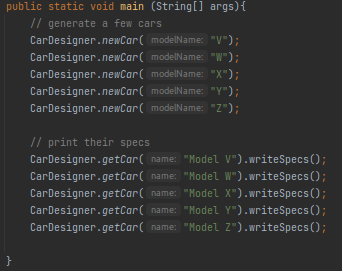 public static void main (String[] args){
// generate a few cars
CarDesigner.newCar( modelName: "V");
CarDesigner.newCar( modelName: "W");
CarDesigner.newCar( modelName: "X");
CarDesigner.newCar( modelName: "Y");
CarDesigner.newCar( modelName: "Z");
// print their specs
CarDesigner.getCar( name: "Model V").writeSpecs();
CarDesigner.getCar( name: "Model W").writeSpecs();
CarDesigner.getCar( name: "Model X").writeSpecs();
CarDesigner.getCar( name: "Model Y").writeSpecs();
CarDesigner.getCar( name: "Model Z").writeSpecs();
}